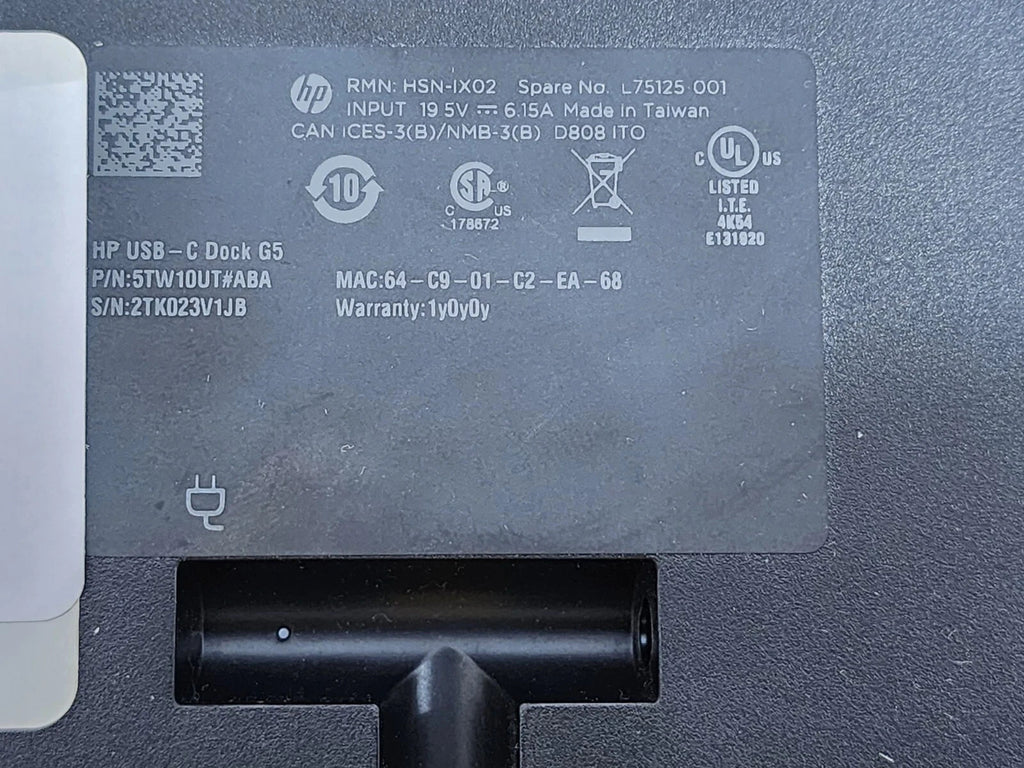 hp RMN: HSN-IX02 Spare No. L75125 001
INPUT 19 5V 6.15A Made In Taiwan
CAN ICES-3(B)/NMB-3(B) D808 ITO
10
SA ®
C US
178672
C UL US
LISTED
I.T.E.
4K54
E131920
HP USB-C Dock G5
P/N:5TW10UT#ABA
S/N:2TK023V1JB
MAC:64-C9-01-C2-EA-68
Warranty:1y0y0y